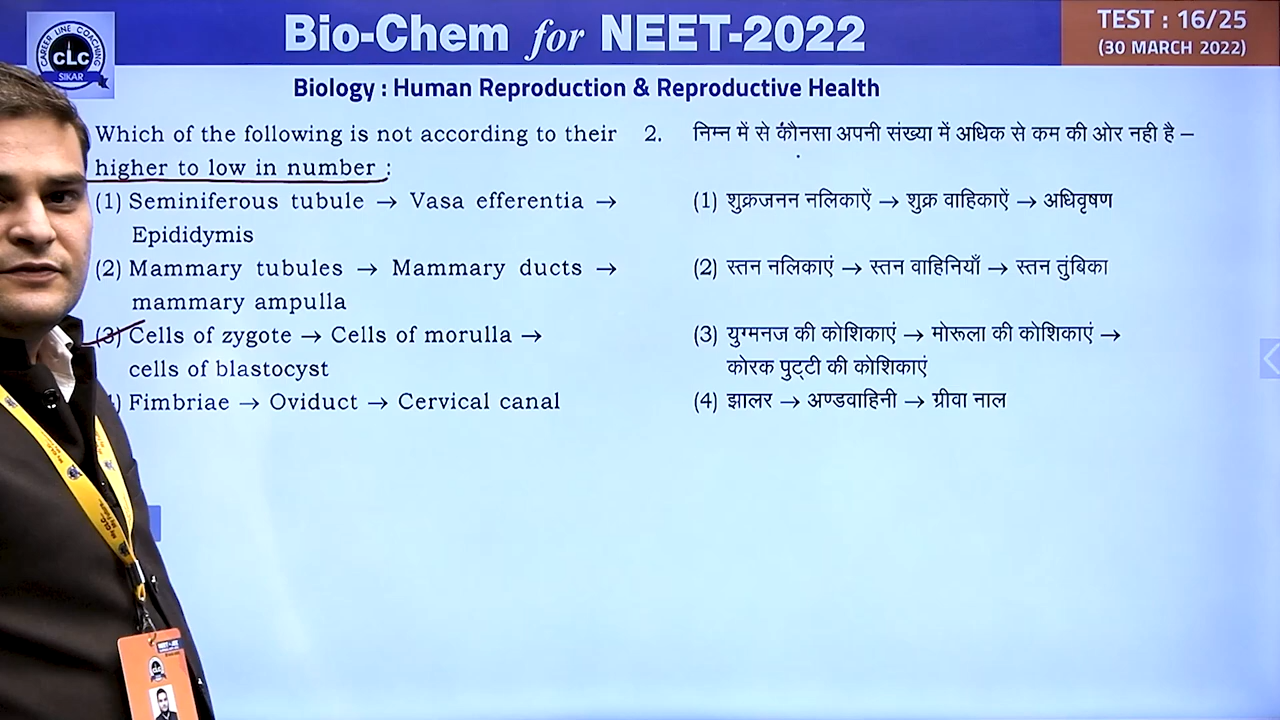 CAREER LINE COACHING
CLC
SIKAR
Bio-Chem for NEET-2022
TEST : 16/25
(30 MARCH 2022)
Biology : Human Reproduction & Reproductive Health
Which of the following is not according to their
higher to low in number :
(1) Seminiferous tubule → Vasa efferentia →
Epididymis
(2) Mammary tubules → Mammary ducts →
mammary ampulla
(3) Cells of zygote → Cells of morulla →
cells of blastocyst
) Fimbriae → Oviduct → Cervical canal
2. निम्न में से कौनसा अपनी संख्या में अधिक से कम की ओर नही है –
(1) शुक्रजनन नलिकाऐं → शुक्र वाहिकाऐं → अधिवृषण
(2) स्तन नलिकाएं → स्तन वाहिनियाँ → स्तन तुंबिका
(3) युग्मनज की कोशिकाएं → मोरूला की कोशिकाएं →
कोरक पुट्टी की कोशिकाएं
(4) झालर → अण्डवाहिनी → ग्रीवा नाल
CLC